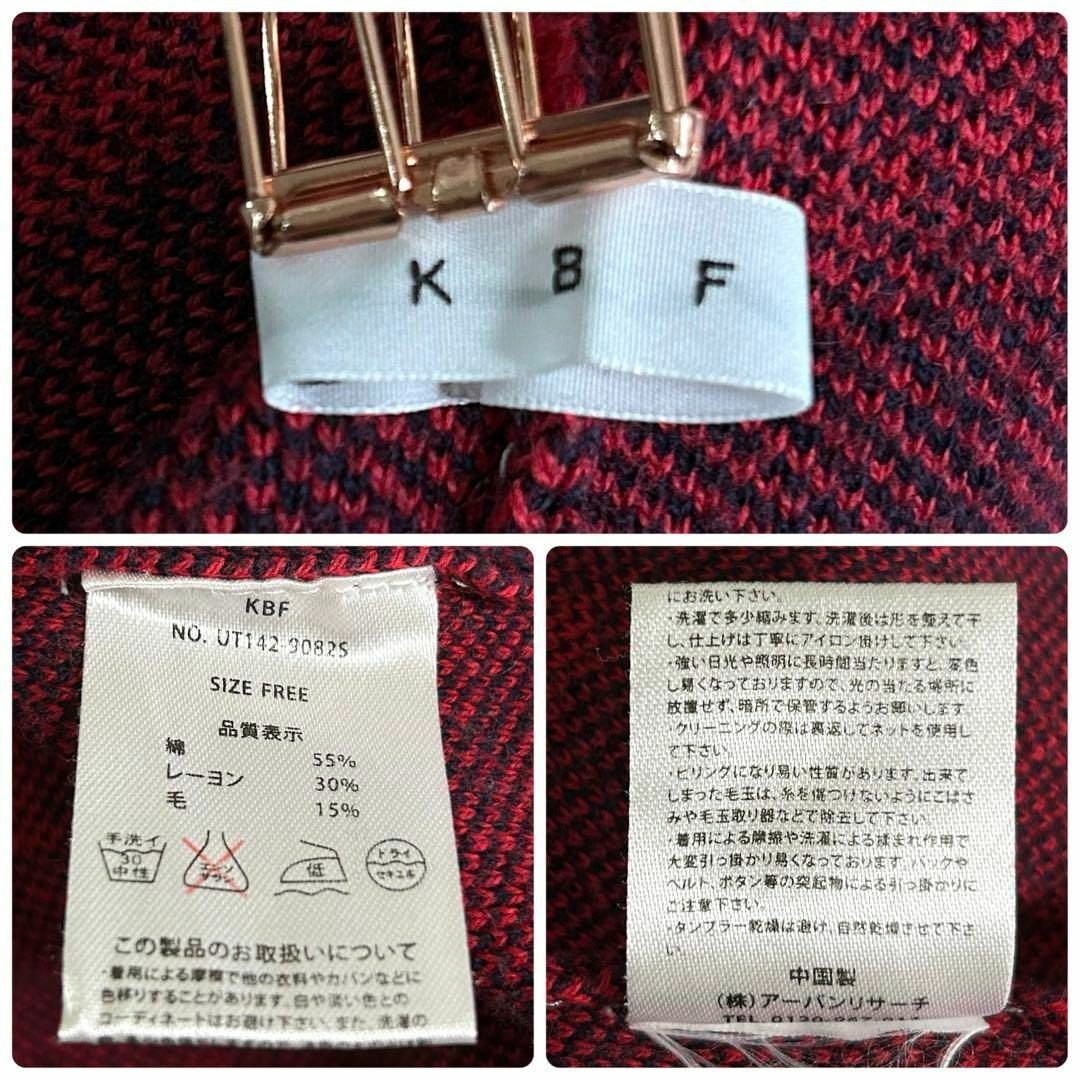 K B F
KBF
NO. UT142-9082S
SIZE FREE
品質表示
綿 55%
レーヨン 30%
毛 15%
手洗イ
30
中性
エンソ
サラシ
低
ドライ
セキユ系
この製品のお取扱いについて
・着用による摩擦で他の衣料やカバンなどに
色移りすることがあります。白や淡い色との
コーディネートはお避け下さい。また、洗濯の
にお洗い下さい。
・洗濯で多少縮みます。洗濯後は形を整えて干
し、仕上げは丁寧にアイロン掛けして下さい
・強い日光や照明に長時間当たりますと、変色
し易くなっておりますので、光の当たる場所に
放置せず、暗所で保管するようお願いします。
クリーニングの際は裏返してネットを使用し
て下さい。
・ピリングになり易い性質があります。出来て
しまった毛玉は、糸を傷つけないようにこばさ
みや毛玉取り器などで除去して下さい。
・着用による摩擦や洗濯による揉まれ作用で
大変引っ掛かり易くなっております。バックや
ベルト、ボタン等の突起物による引っ掛かりに
ご注意下さい。
・タンブラー乾燥は避け、自然乾燥させて下さ
い。
中国製
(株)アーバンリサーチ
TEL 0120